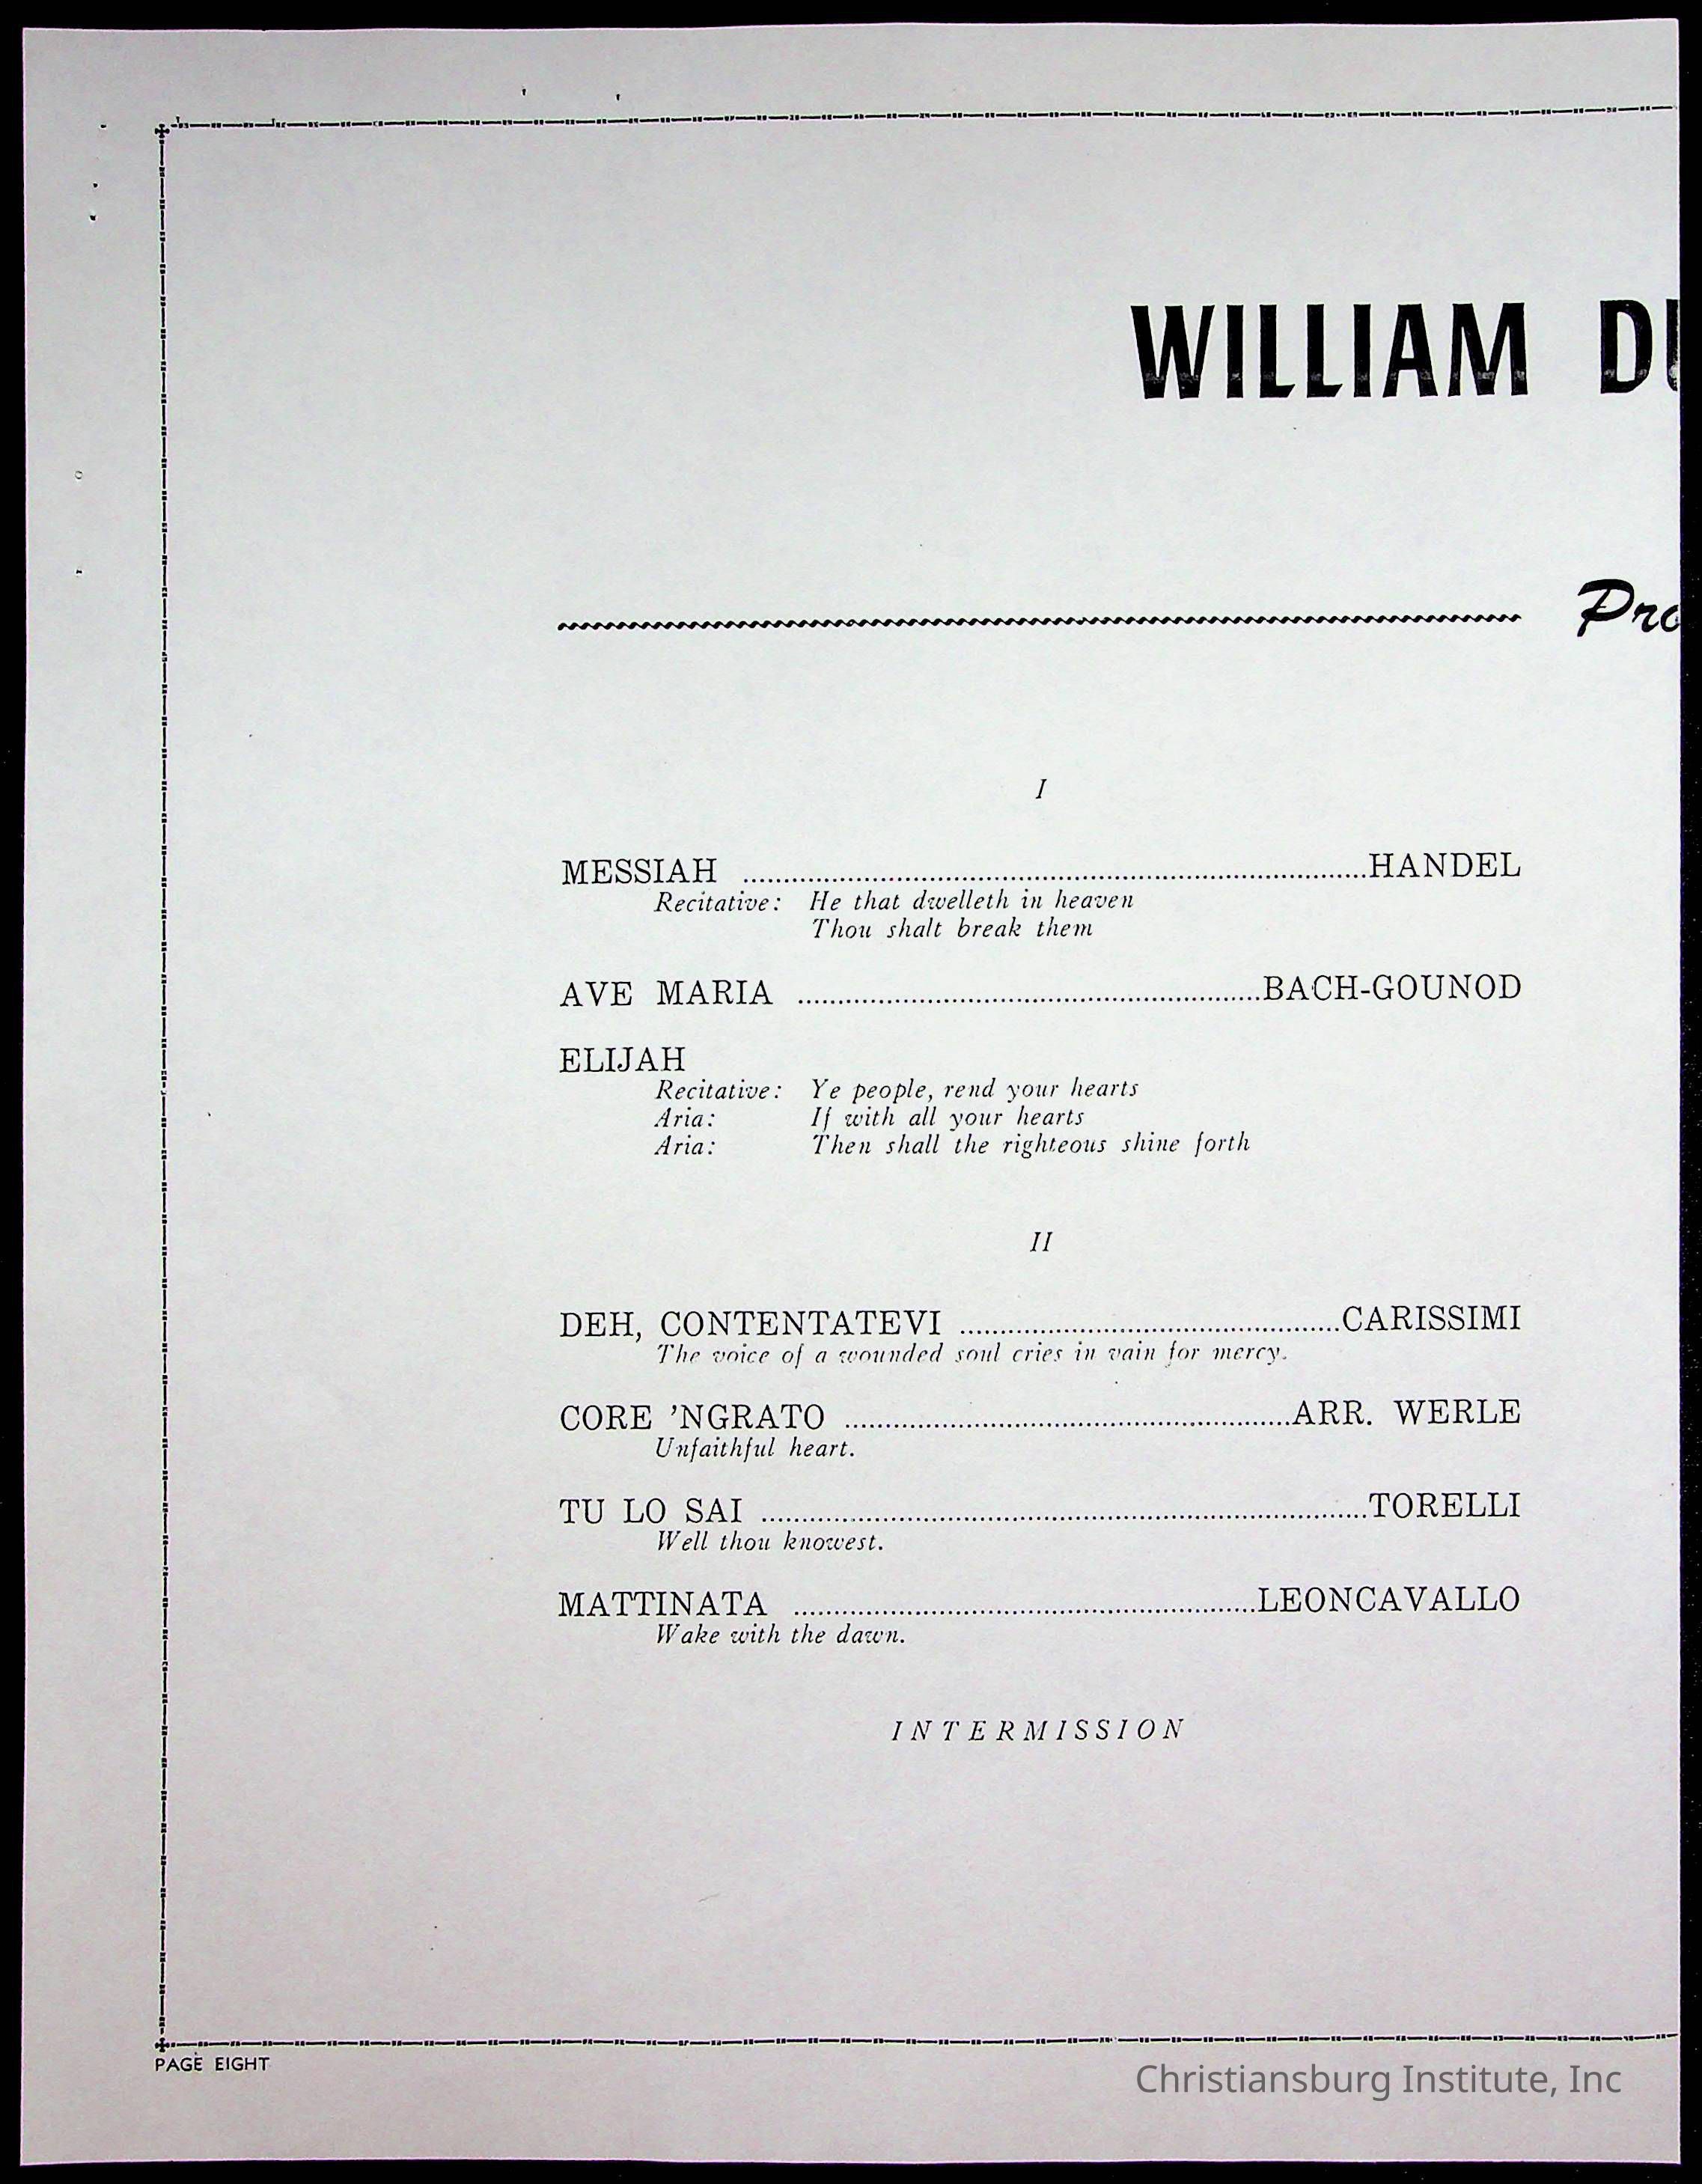 WILLIAM DU
Pro
I
MESSIAH ........ HANDEL
Recitative: He that dwelleth in heaven
Thou shalt break them
AVE MARIA ........ BACH-GOUNOD
ELIJAH
Recitative: Ye people, rend your hearts
Aria: If with all your hearts
Aria: Then shall the righteous shine forth
II
DEH, CONTENTATEVI ........ CARISSIMI
The voice of a wounded soul cries in vain for mercy.
CORE 'NGRATO ........ ARR. WERLE
Unfaithful heart.
TU LO SAI ........ TORELLI
Well thou knowest.
MATTINATA ........ LEONCAVALLO
Wake with the dawn.
INTERMISSION
PAGE EIGHT
Christiansburg Institute, Inc